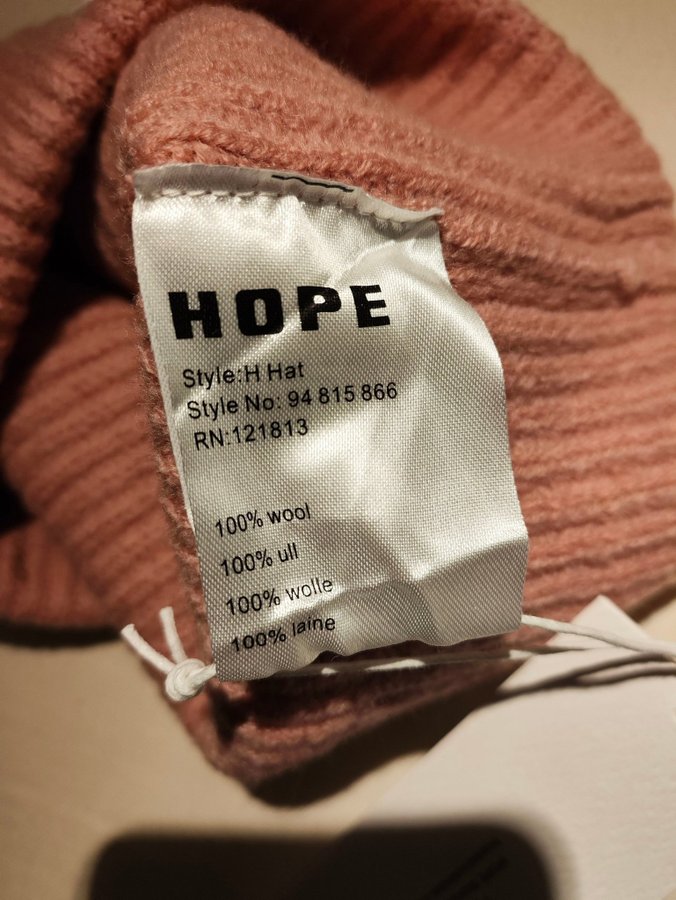 HOPE
Style:H Hat
Style No: 94 815 866
RN:121813
100% wool
100% ull
100% wolle
100% laine